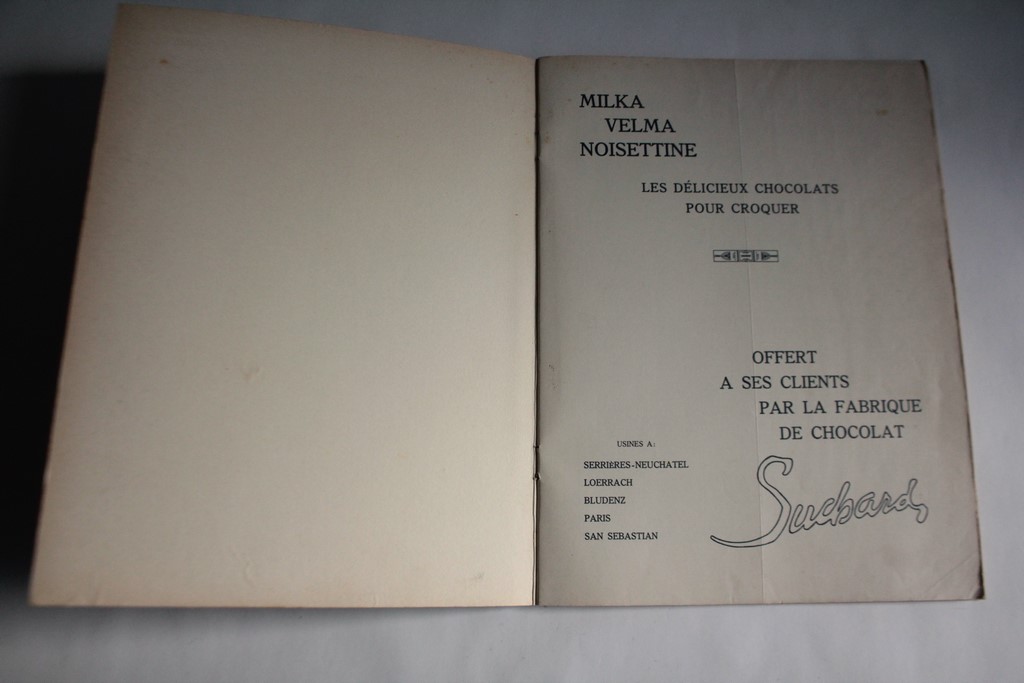 MILKA
VELMA
NOISETTINE
LES DÉLICIEUX CHOCOLATS
POUR CROQUER
OFFERT
A SES CLIENTS
PAR LA FABRIQUE
DE CHOCOLAT
Suchard
USINES A:
SERRIÈRES-NEUCHATEL
LOERRACH
BLUDENZ
PARIS
SAN SEBASTIAN